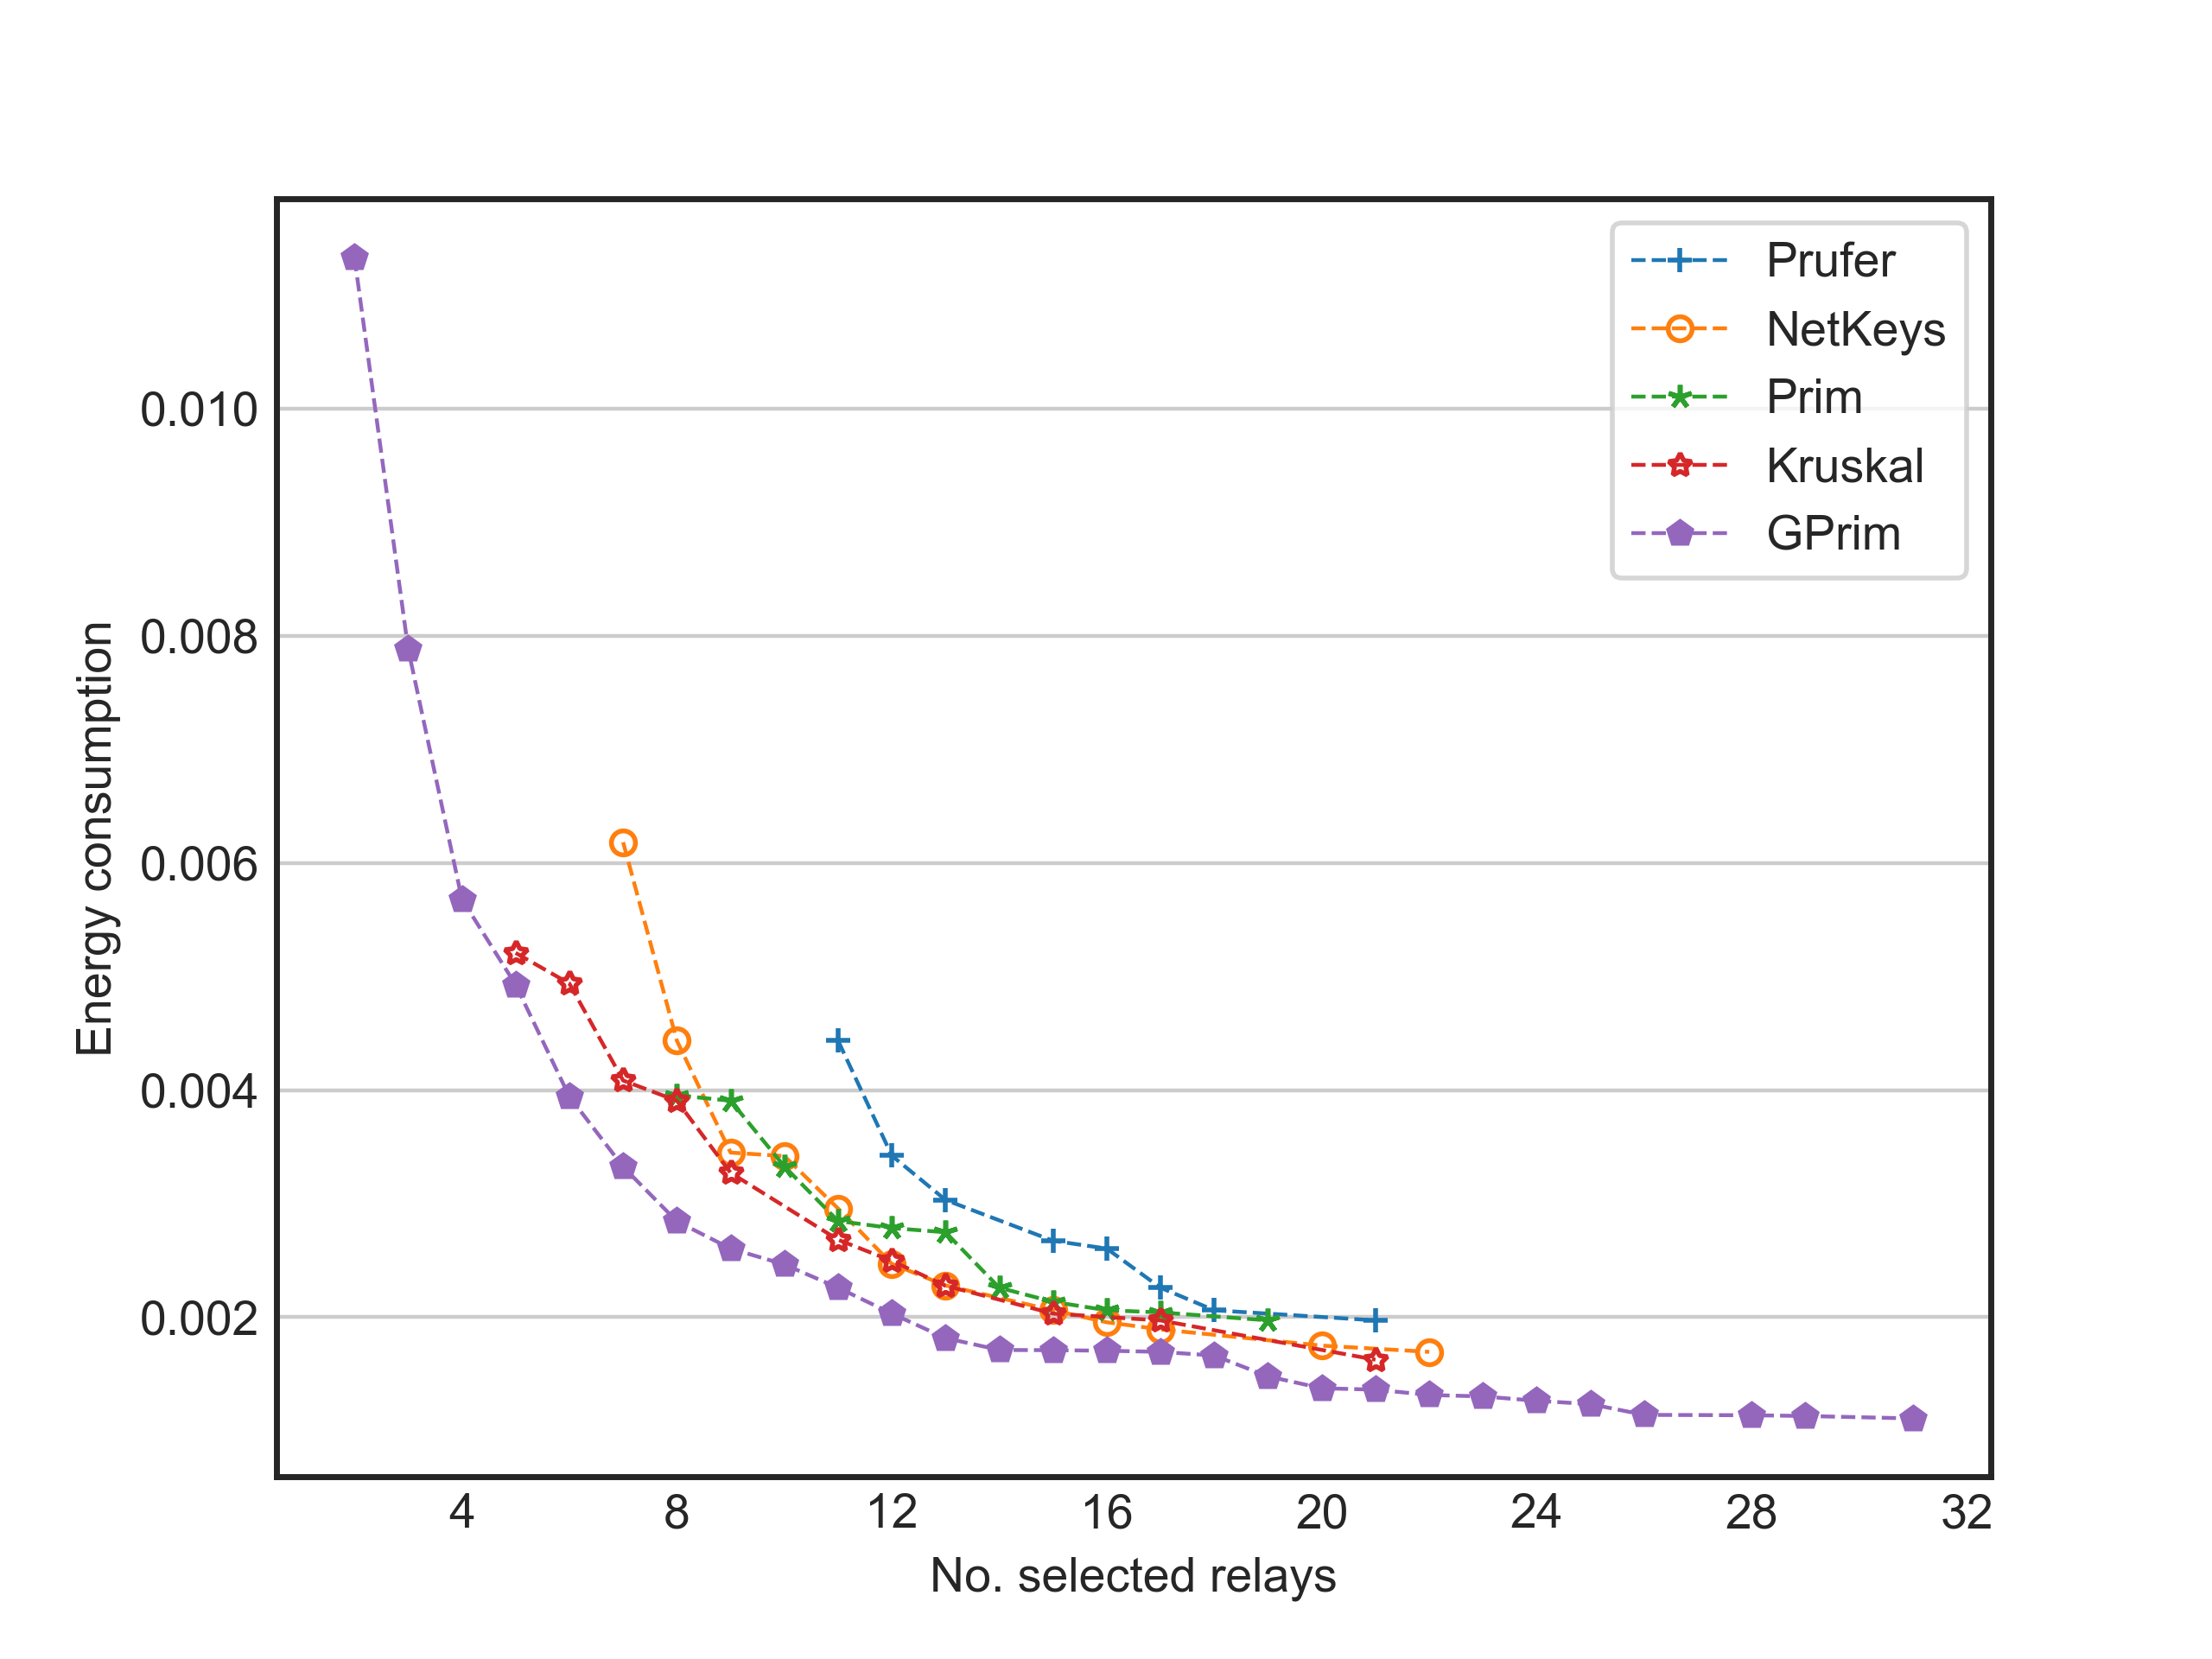 Prufer
NetKeys
Prim
Kruskal
GPrim
0.010
0.008
0.006
0.004
0.002
Energy consumption
4 8 12 16 20 24 28 32
No. selected relays